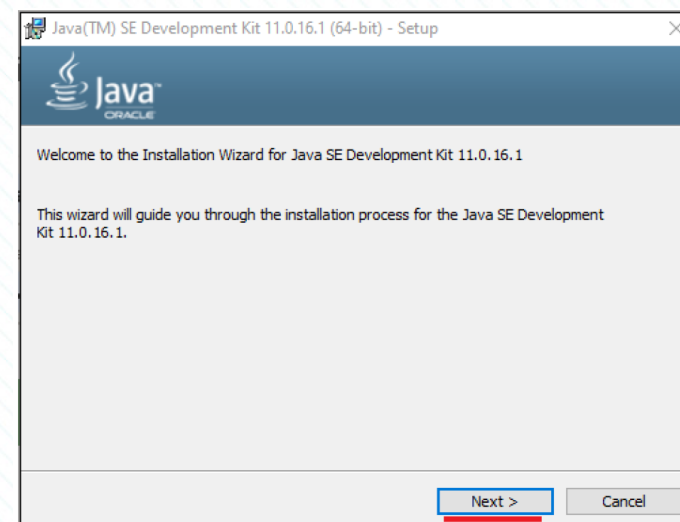 Java(TM) SE Development Kit 11.0.16.1 (64-bit) - Setup
Java™
ORACLE
Welcome to the Installation Wizard for Java SE Development Kit 11.0.16.1
This wizard will guide you through the installation process for the Java SE Development
Kit 11.0.16.1.
Next >
Cancel